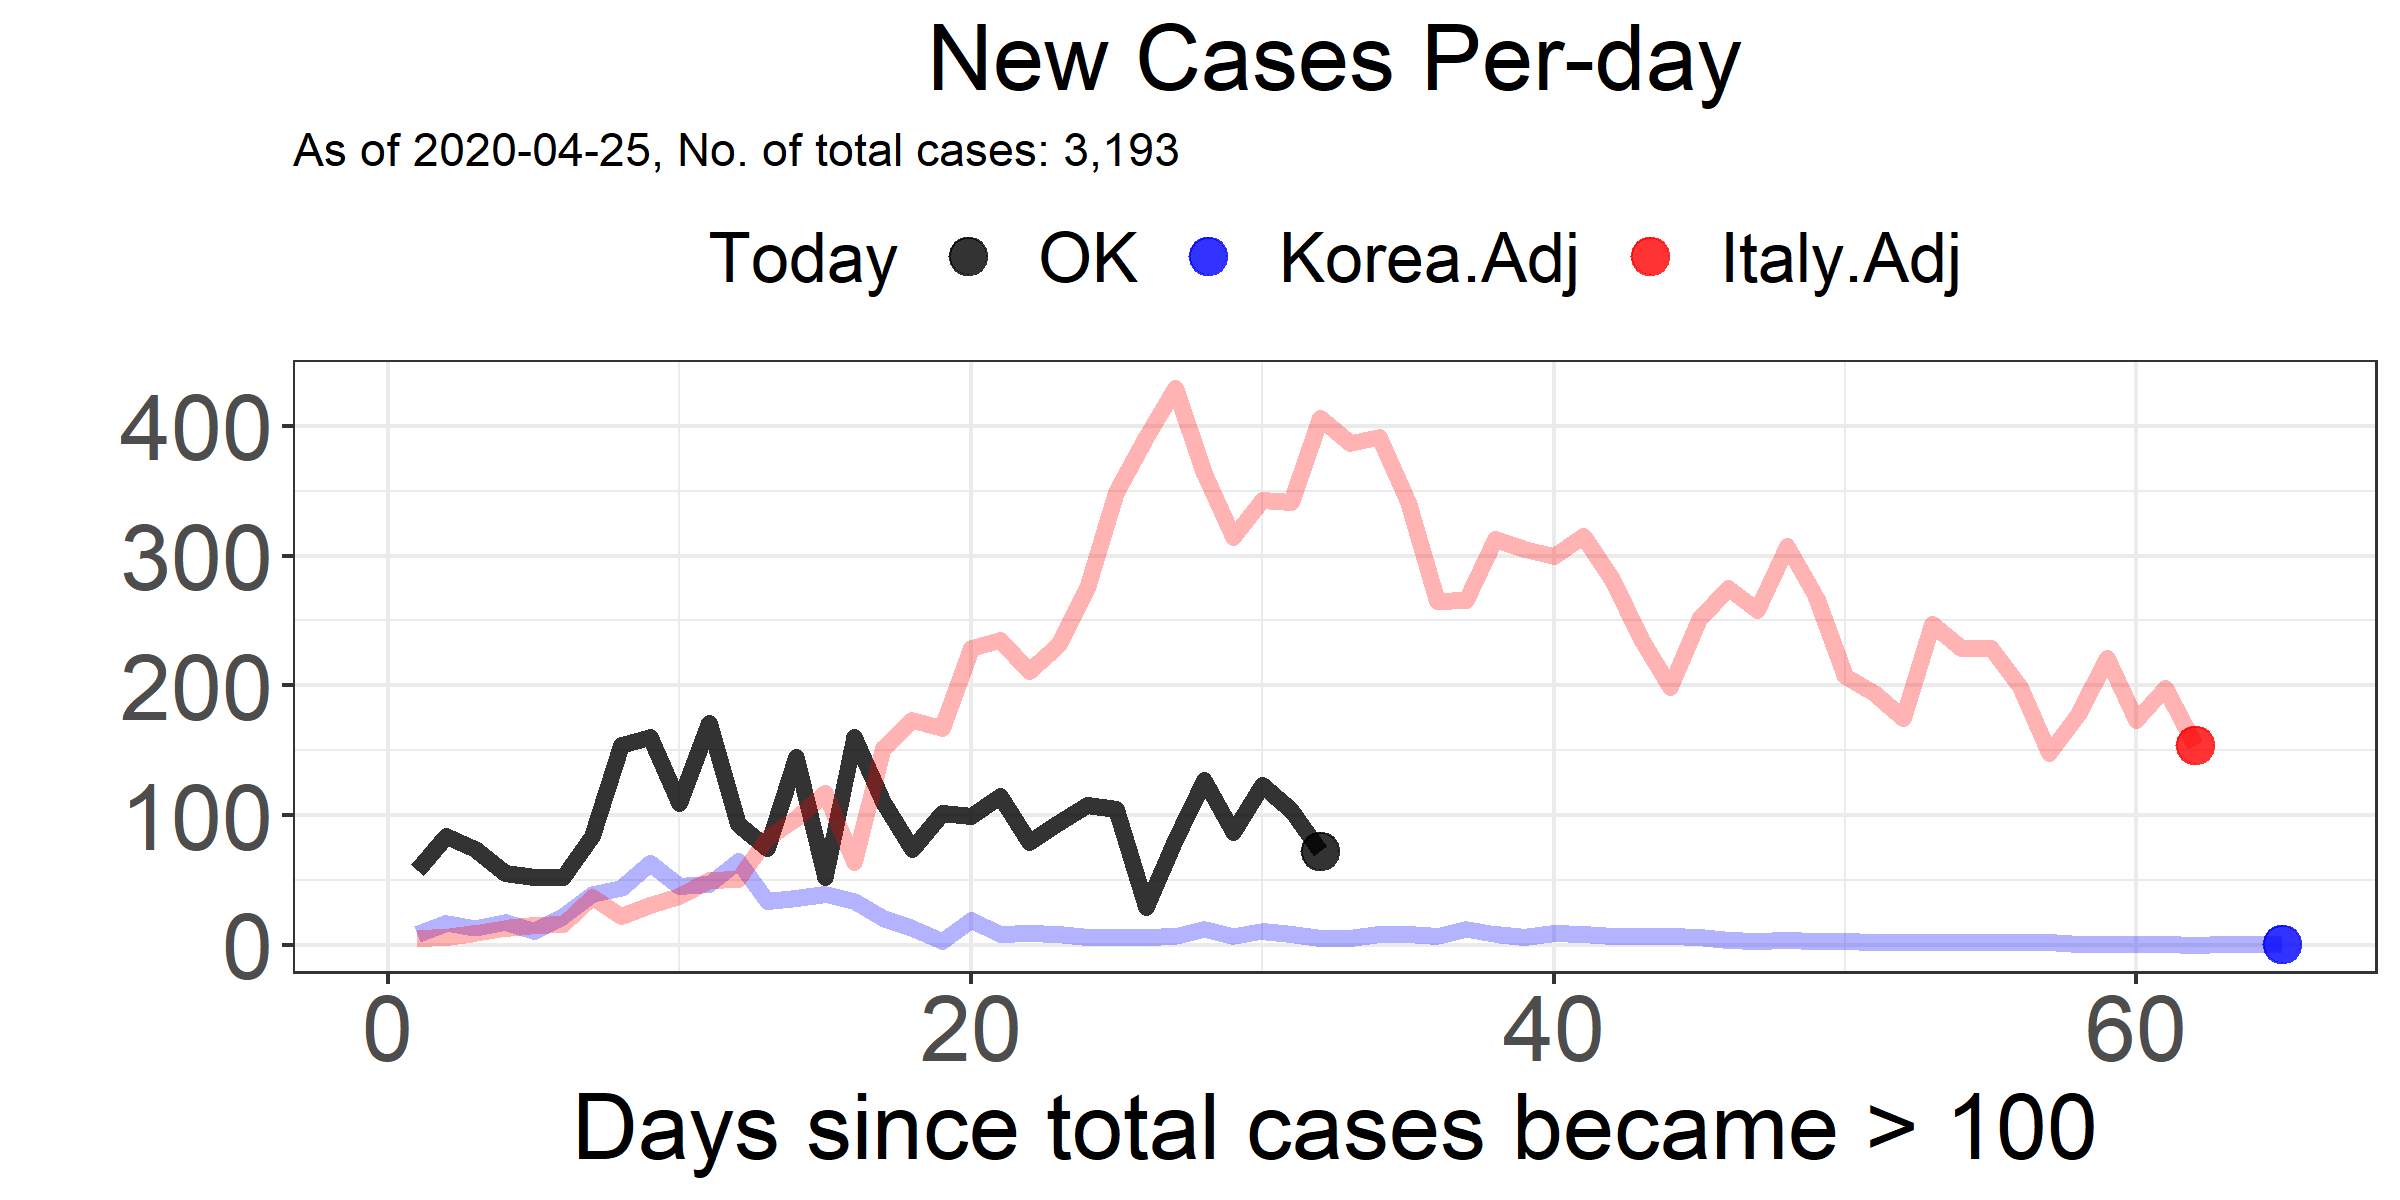 New Cases Per-day
As of 2020-04-25, No. of total cases: 3,193
Today OK Korea.Adj Italy.Adj
400
300
200
100
0
0 20 40 60
Days since total cases became > 100